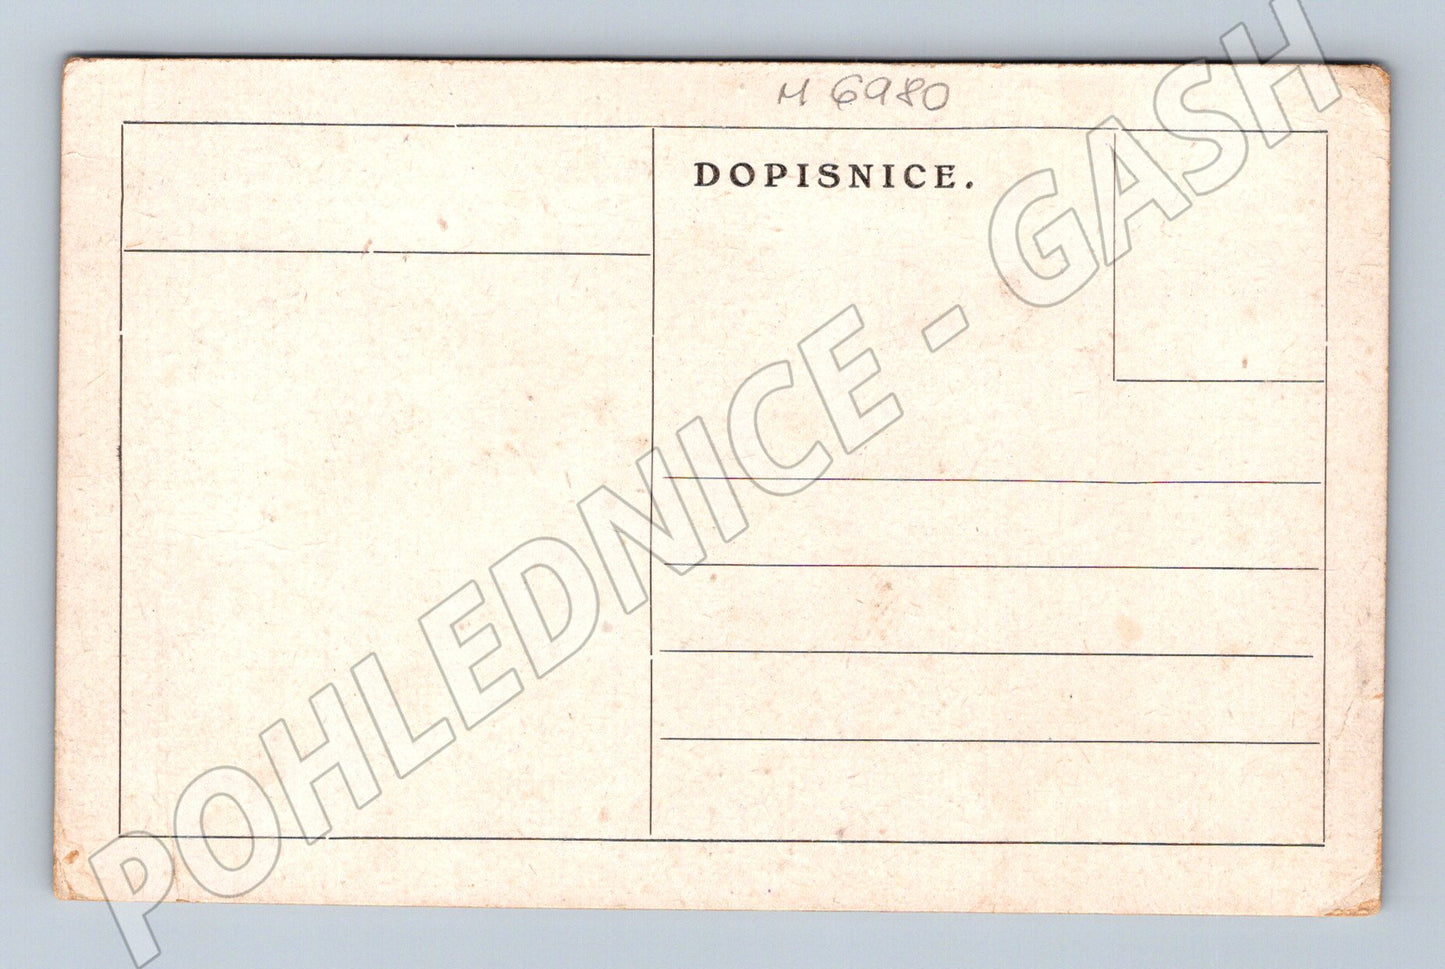 M 6980
DOPISNICE.
POHLEDNICE - GASH